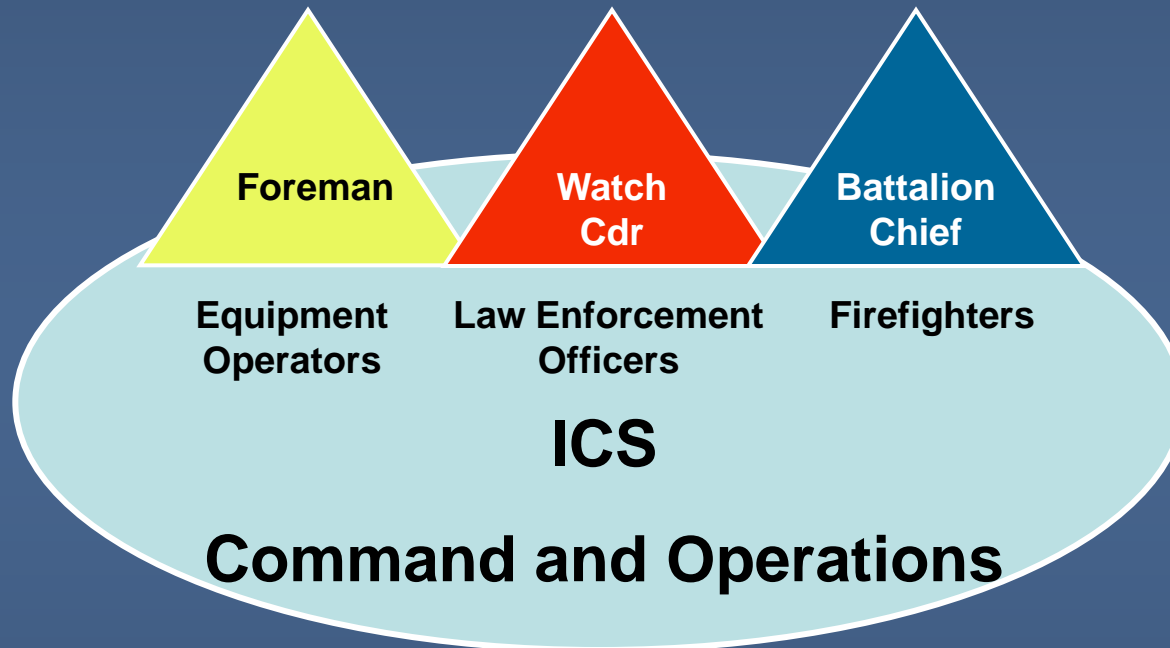 Foreman
Watch
Cdr
Battalion
Chief
Equipment
Operators
Law Enforcement
Officers
Firefighters
ICS
Command and Operations